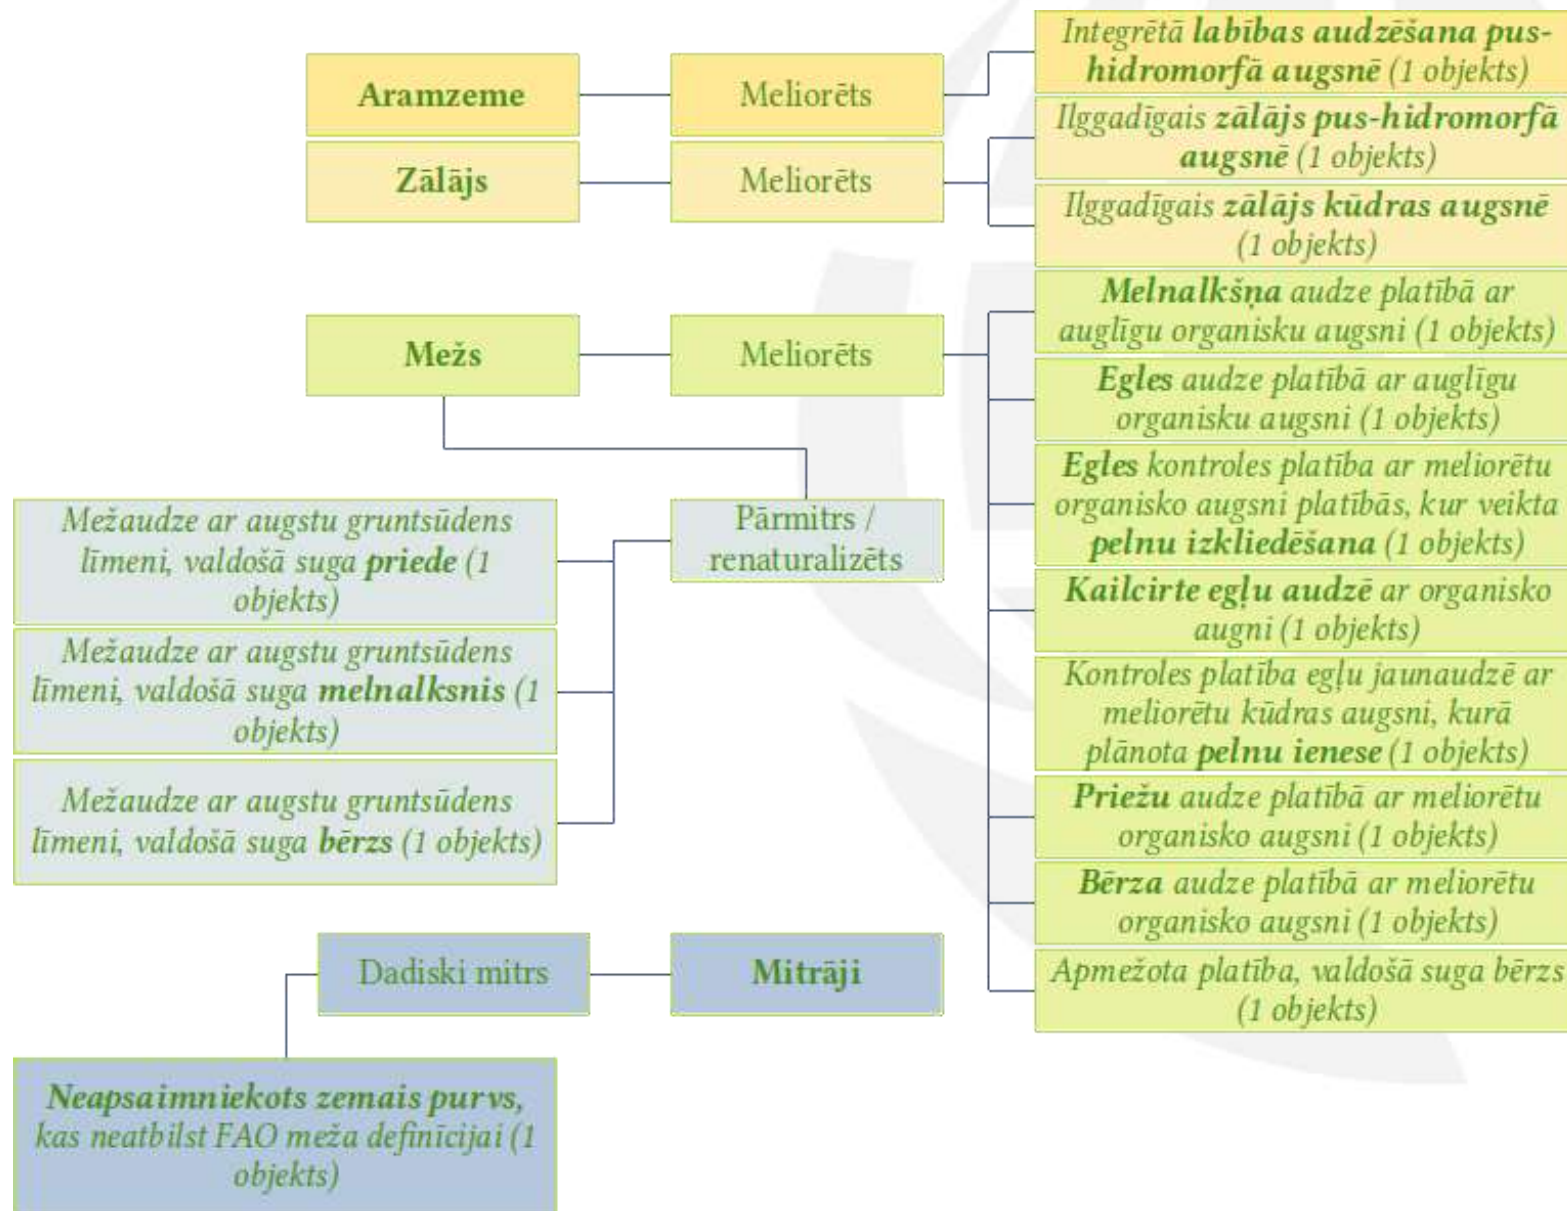 Aramzeme
Meliorēts
Integrētā labības audzēšana pus-
hidromorfā augsnē (1 objekts)
Zālājs
Meliorēts
Ilggadīgais zālājs pus-hidromorfā
augsnē (1 objekts)
Ilggadīgais zālājs kūdras augsnē
(1 objekts)
Mežs
Meliorēts
Melnalkšņa audze platībā ar
auglīgu organisku augsni (1 objekts)
Egles audze platībā ar auglīgu
organisku augsni (1 objekts)
Egles kontroles platība ar meliorētu
organisko augsni platībās, kur veikta
pelnu izkliedēšana (1 objekts)
Kailcirte egļu audzē ar organisko
augni (1 objekts)
Kontroles platība egļu jaunaudzē ar
meliorētu kūdras augsni, kurā
plānota pelnu ienese (1 objekts)
Priežu audze platībā ar meliorētu
organisko augsni (1 objekts)
Bērza audze platībā ar meliorētu
organisko augsni (1 objekts)
Apmežota platība, valdošā suga bērzs
(1 objekts)
Pārmitrs /
renaturalizēts
Mežaudze ar augstu gruntsūdens
līmeni, valdošā suga priede (1
objekts)
Mežaudze ar augstu gruntsūdens
līmeni, valdošā suga melnalksnis (1
objekts)
Mežaudze ar augstu gruntsūdens
līmeni, valdošā suga bērzs (1 objekts)
Dadiski mitrs
Mitrāji
Neapsaimniekots zemais purvs,
kas neatbilst FAO meža definīcijai (1
objekts)